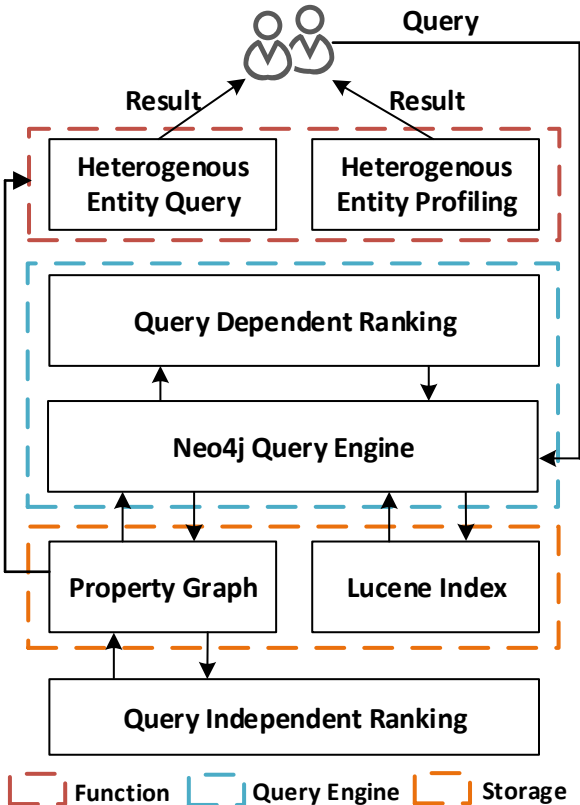 Query
Result
Result
Heterogenous
Entity Query
Heterogenous
Entity Profiling
Query Dependent Ranking
Neo4j Query Engine
Property Graph
Lucene Index
Query Independent Ranking
Function
Query Engine
Storage